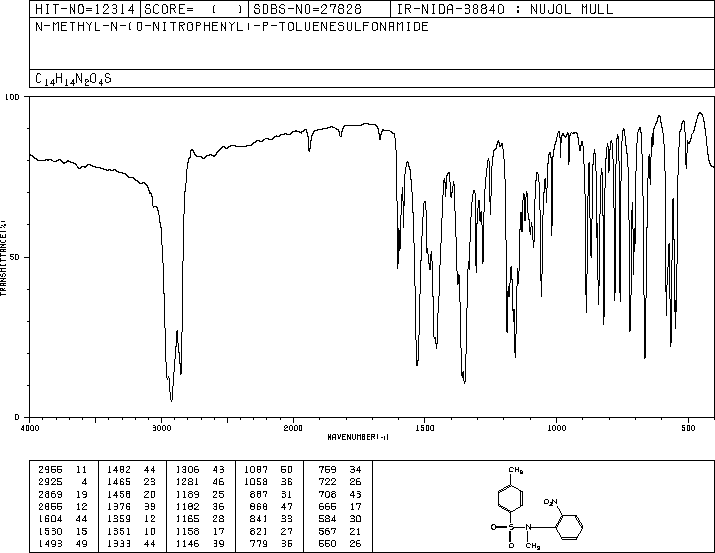 HIT-NO=12314 SCORE= ( ) SDBS-NO=27828 IR-NIDA-38840 : NUJOL MULL
N-METHYL-N-(O-NITROPHENYL)-P-TOLUENESULFONAMIDE
C14H14N2O4S
100
50
0
TRANSMITTANCE(%)
4000 3000 2000 1500 1000 500
WAVENUMBER(-1)
2956 11 1482 44 1306 43 1087 50 759 34
2925 4 1465 23 1281 46 1058 36 722 26
2869 19 1458 20 1189 25 887 31 708 43
2855 12 1376 39 1182 36 868 47 665 17
1604 44 1359 12 1165 28 841 33 584 30
1530 15 1351 10 1158 17 821 27 567 21
1493 49 1333 44 1146 39 779 36 550 26
CH3
NO2
O S N
O CH3